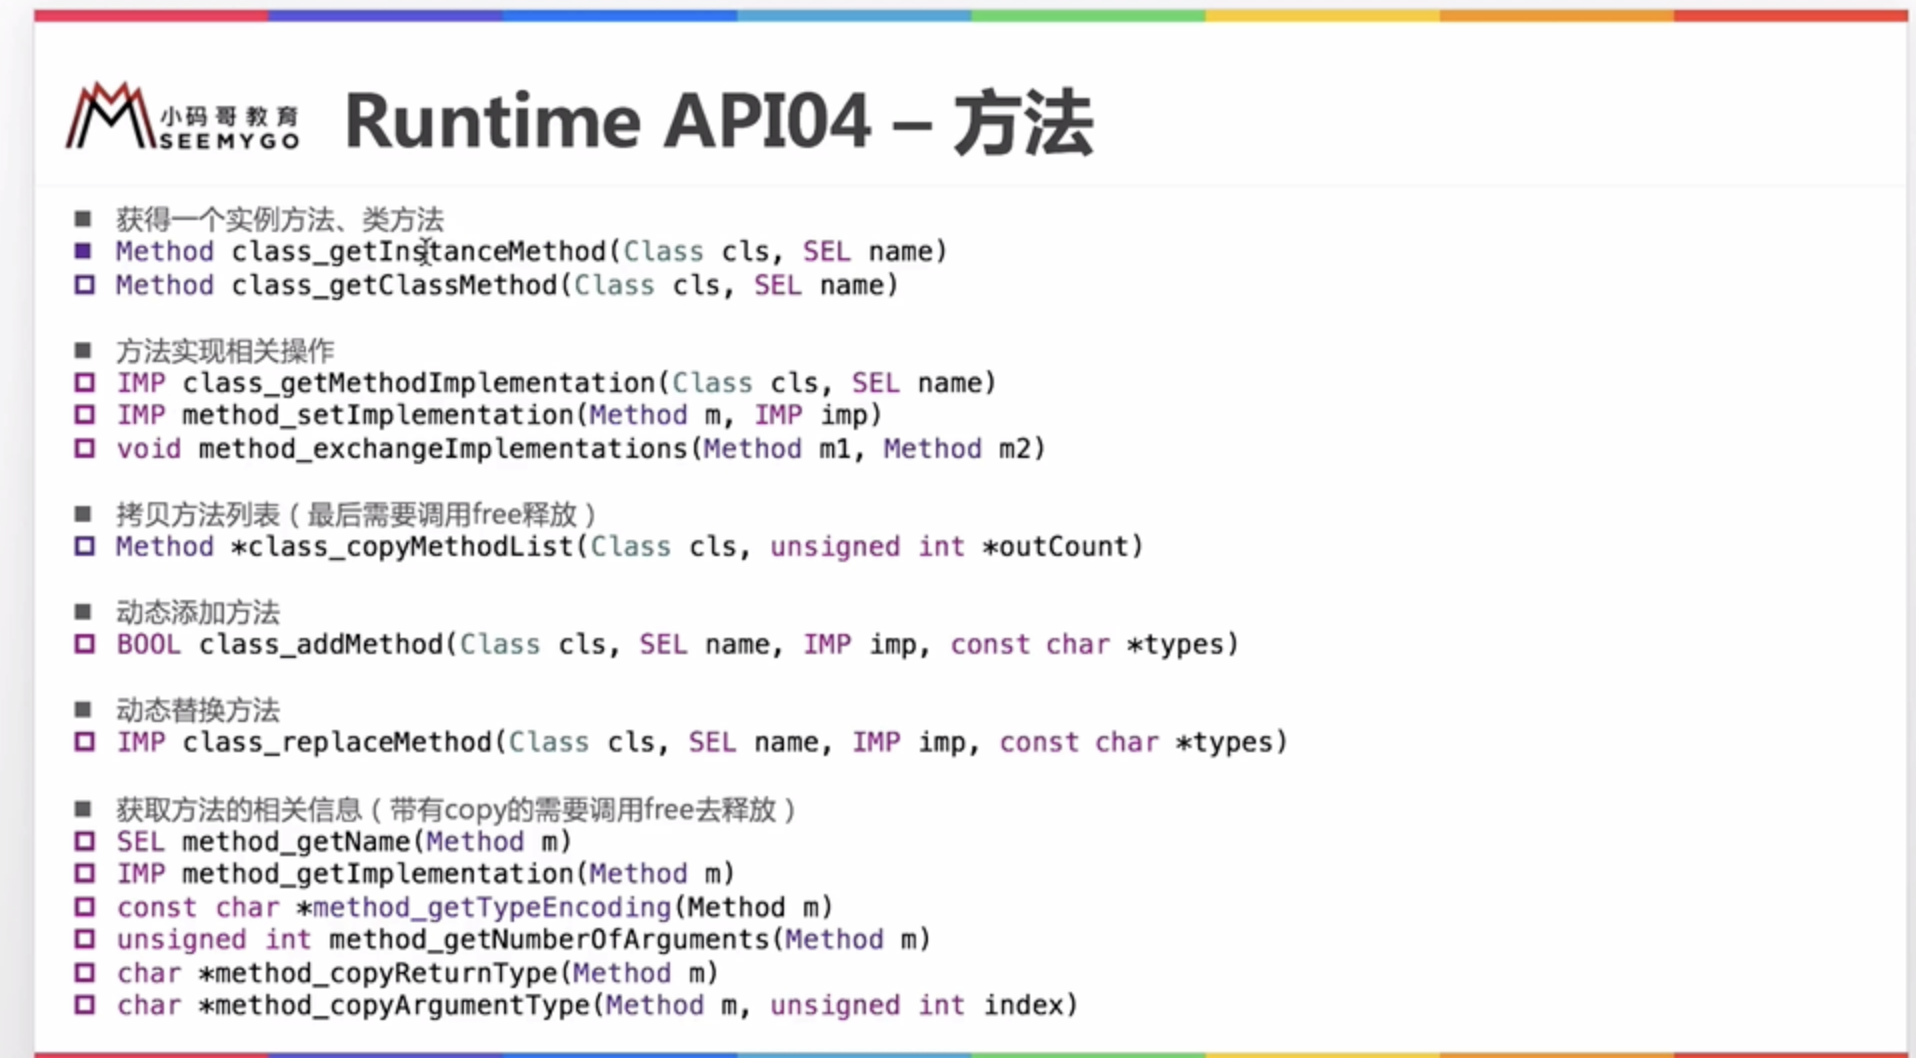 小码哥教育
SEEMYGO
Runtime API04 – 方法
获得一个实例方法、类方法
Method class_getInstanceMethod(Class cls, SEL name)
Method class_getClassMethod(Class cls, SEL name)
方法实现相关操作
IMP class_getMethodImplementation(Class cls, SEL name)
IMP method_setImplementation(Method m, IMP imp)
void method_exchangeImplementations(Method m1, Method m2)
拷贝方法列表（最后需要调用free释放）
Method *class_copyMethodList(Class cls, unsigned int *outCount)
动态添加方法
BOOL class_addMethod(Class cls, SEL name, IMP imp, const char *types)
动态替换方法
IMP class_replaceMethod(Class cls, SEL name, IMP imp, const char *types)
获取方法的相关信息（带有copy的需要调用free去释放）
SEL method_getName(Method m)
IMP method_getImplementation(Method m)
const char *method_getTypeEncoding(Method m)
unsigned int method_getNumberOfArguments(Method m)
char *method_copyReturnType(Method m)
char *method_copyArgumentType(Method m, unsigned int index)